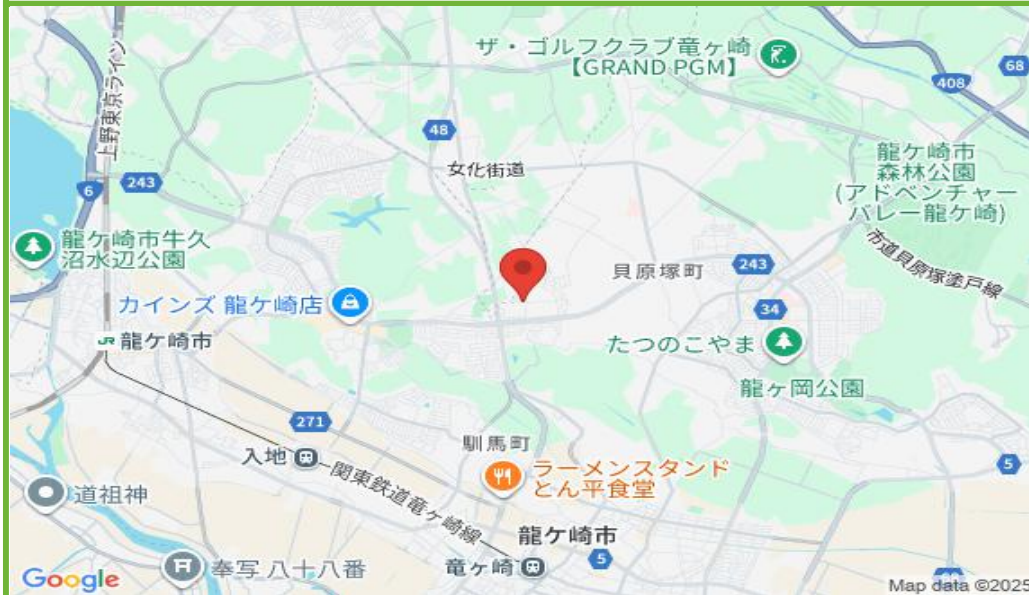 ザ・ゴルフクラブ竜ヶ崎
【GRAND PGM】
68
408
上野東京ライン
48
女化街道
龍ケ崎市
森林公園
(アドベンチャー
バレー龍ケ崎)
243
6
龍ケ崎市牛久
沼水辺公園
貝原塚町
243
市道貝原塚塗戸線
カインズ 龍ケ崎店
34
JR 龍ケ崎市
たつのこやま
龍ヶ岡公園
271
馴馬町
入地
ラーメンスタンド
とん平食堂
5
関東鉄道竜ヶ崎線
道祖神
龍ケ崎市
5
奉写 八十八番
竜ヶ崎
Google
Map data ©2025